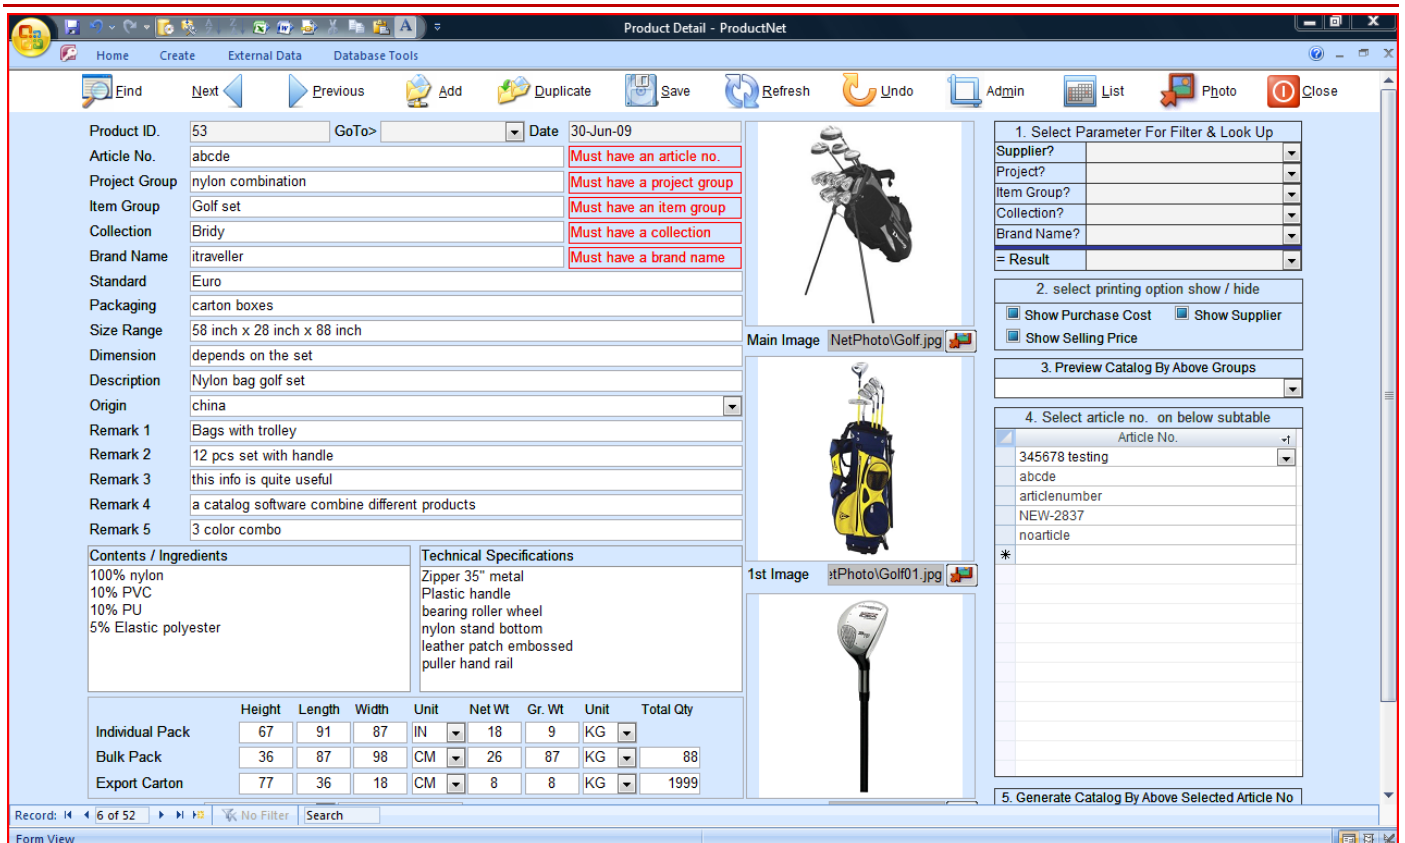 Product Detail - ProductNet
Home Create External Data Database Tools
Find Next Previous Add Duplicate Save Refresh Undo Admin List Photo Close
Product ID. 53 GoTo> Date 30-Jun-09
Article No. abcde Must have an article no.
Project Group nylon combination Must have a project group
Item Group Golf set Must have an item group
Collection Bridy Must have a collection
Brand Name itraveller Must have a brand name
Standard Euro
Packaging carton boxes
Size Range 58 inch x 28 inch x 88 inch
Dimension depends on the set
Description Nylon bag golf set
Origin china
Remark 1 Bags with trolley
Remark 2 12 pcs set with handle
Remark 3 this info is quite useful
Remark 4 a catalog software combine different products
Remark 5 3 color combo
Contents / Ingredients
100% nylon
10% PVC
10% PU
5% Elastic polyester
Technical Specifications
Zipper 35" metal
Plastic handle
bearing roller wheel
nylon stand bottom
leather patch embossed
puller hand rail
Height Length Width Unit Net Wt Gr. Wt Unit Total Qty
Individual Pack 67 91 87 IN 18 9 KG
Bulk Pack 36 87 98 CM 26 87 KG 88
Export Carton 77 36 18 CM 8 8 KG 1999
Main Image NetPhoto\Golf.jpg
1st Image etPhoto\Golf01.jpg
1. Select Parameter For Filter & Look Up
Supplier?
Project?
Item Group?
Collection?
Brand Name?
= Result
2. select printing option show / hide
Show Purchase Cost Show Supplier
Show Selling Price
3. Preview Catalog By Above Groups
4. Select article no. on below subtable
Article No.
345678 testing
abcde
articlenumber
NEW-2837
noarticle
5. Generate Catalog By Above Selected Article No
Record: 6 of 52 No Filter Search
Form View